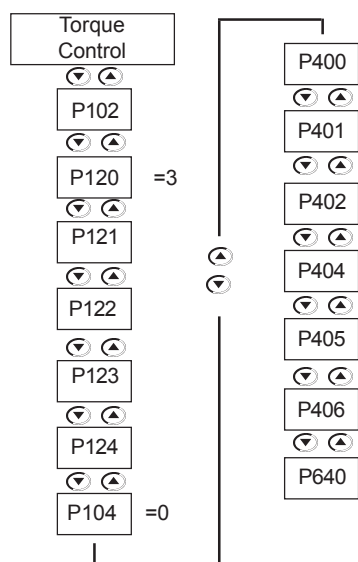 Torque
Control
P102
P120 =3
P121
P122
P123
P124
P104 =0
P400
P401
P402
P404
P405
P406
P640